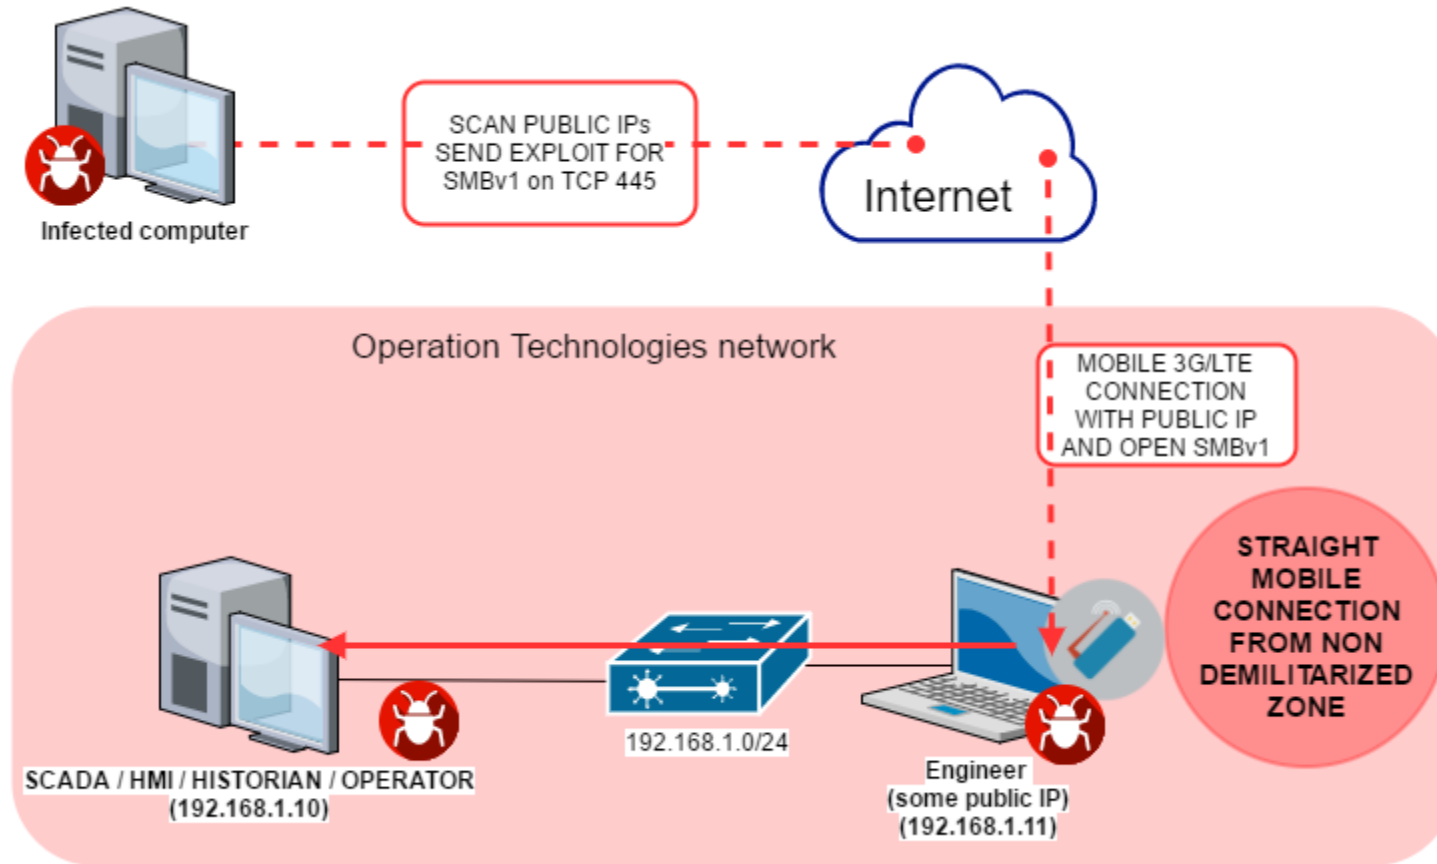 SCAN PUBLIC IPs
SEND EXPLOIT FOR
SMBv1 on TCP 445
Internet
Infected computer
Operation Technologies network
MOBILE 3G/LTE
CONNECTION
WITH PUBLIC IP
AND OPEN SMBv1
STRAIGHT
MOBILE
CONNECTION
FROM NON
DEMILITARIZED
ZONE
192.168.1.0/24
SCADA / HMI / HISTORIAN / OPERATOR
(192.168.1.10)
Engineer
(some public IP)
(192.168.1.11)